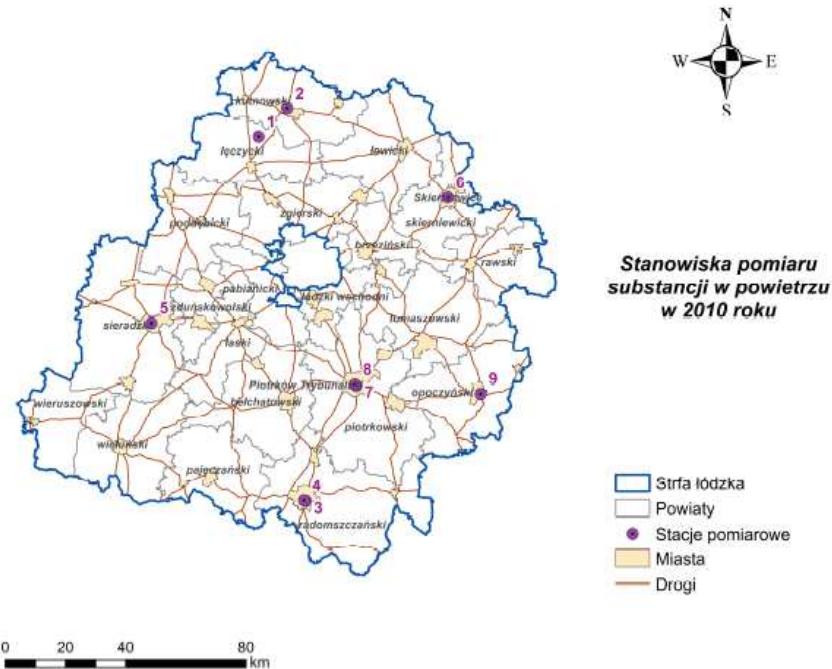 N
W E
S
2
kutnowski
1
łęczycki
łowicki
6
Skierniewice
zgierski
skierniewicki
poddębicki
brzeziński
rawski
pabianicki
łódzki wschodni
5
zduńskowolski
sieradzki
tomaszowski
łaski
8
Piotrków Trybunalski
7
9
opoczyński
wieruszowski
bełchatowski
piotrkowski
wieluński
pajęczański
4
3
radomszczański
Stanowiska pomiaru
substancji w powietrzu
w 2010 roku
Strfa łódzka
Powiaty
Stacje pomiarowe
Miasta
Drogi
0 20 40 80
km